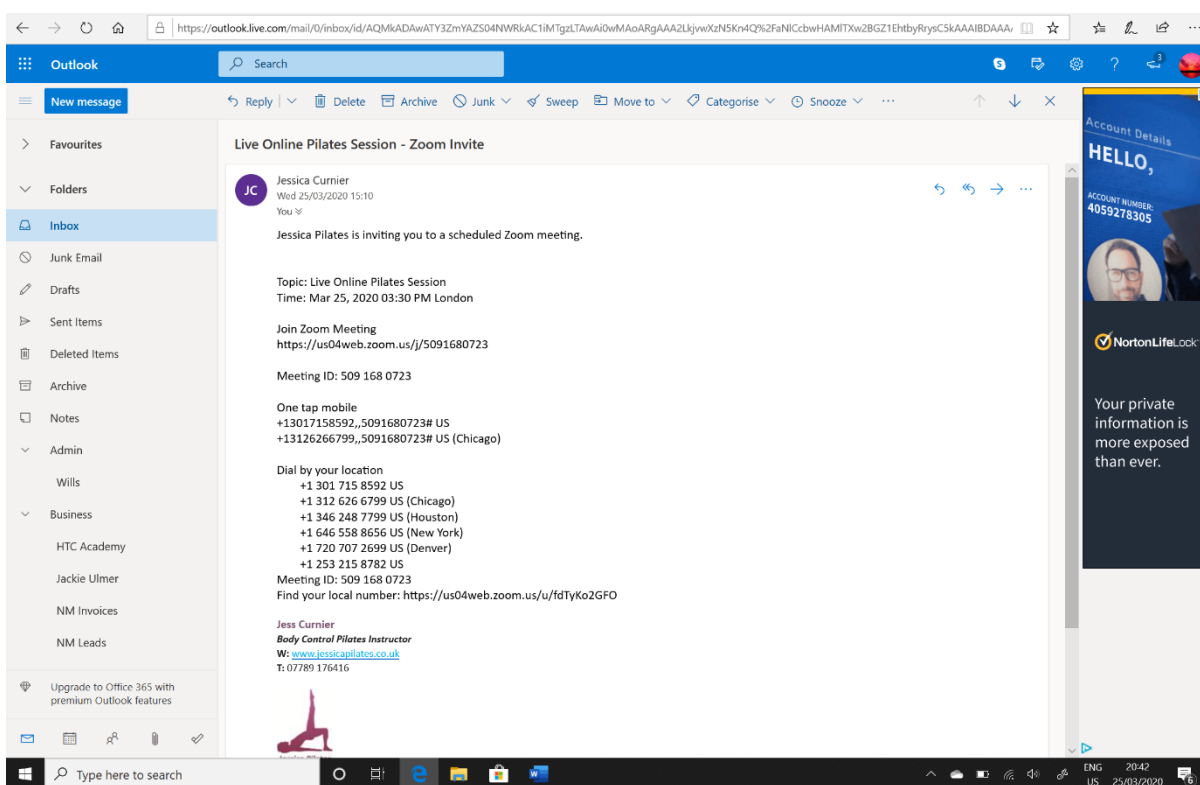 https://outlook.live.com/mail/0/inbox/id/AQMkADAwATY3ZmYAZS04NWRkAC1iMTgzLTAwAi0wMAoARgAAA2LkjvwXzN5Kn4Q%2FaNlCcbwHAMlTXw2BGZ1EhtbyRrysC5kAAAIBDAAA
Outlook
Search
3
New message
Reply
Delete
Archive
Junk
Sweep
Move to
Categorise
Snooze
Favourites
Folders
Inbox
Junk Email
Drafts
Sent Items
Deleted Items
Archive
Notes
Admin
Wills
Business
HTC Academy
Jackie Ulmer
NM Invoices
NM Leads
Upgrade to Office 365 with
premium Outlook features
Live Online Pilates Session - Zoom Invite
JC
Jessica Curnier
Wed 25/03/2020 15:10
You
Jessica Pilates is inviting you to a scheduled Zoom meeting.
Topic: Live Online Pilates Session
Time: Mar 25, 2020 03:30 PM London
Join Zoom Meeting
https://us04web.zoom.us/j/5091680723
Meeting ID: 509 168 0723
One tap mobile
+13017158592,,5091680723# US
+13126266799,,5091680723# US (Chicago)
Dial by your location
+1 301 715 8592 US
+1 312 626 6799 US (Chicago)
+1 346 248 7799 US (Houston)
+1 646 558 8656 US (New York)
+1 720 707 2699 US (Denver)
+1 253 215 8782 US
Meeting ID: 509 168 0723
Find your local number: https://us04web.zoom.us/u/fdTyKo2GFO
Jess Curnier
Body Control Pilates Instructor
W: www.jessicapilates.co.uk
T: 07789 176416
Account Details
HELLO,
ACCOUNT NUMBER:
4059278305
NortonLifeLock
Your private
information is
more exposed
than ever.
Type here to search
ENG
US
20:42
25/03/2020
6